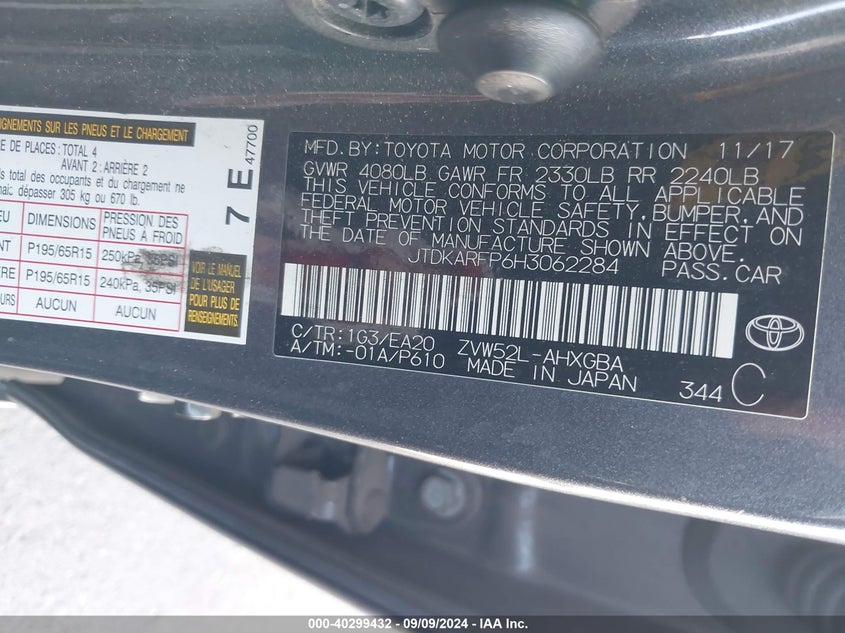 IGNEMENTS SUR LES PNEUS ET LE CHARGEMENT
E DE PLACES: TOTAL 4
AVANT 2: ARRIÈRE 2
total des occupants et du chargement ne
dépasser 305 kg ou 670 lb.
DIMENSIONS PRESSION DES PNEUS A FROID
P195/65R15 250kPa, 36PSI
P195/65R15 240kPa, 35PSI
AUCUN AUCUN
VOIR LE MANUEL
DE L'USAGER
POUR PLUS DE
RENSEIGNEMENTS.
7 E 47700
MFD.BY:TOYOTA MOTOR CORPORATION 11/17
GVWR 4080LB GAWR FR 2330LB RR 2240LB
THIS VEHICLE CONFORMS TO ALL APPLICABLE
FEDERAL MOTOR VEHICLE SAFETY,BUMPER,AND
THEFT PREVENTION STANDARDS IN EFFECT ON
THE DATE OF MANUFACTURE SHOWN ABOVE.
JTDKARFP6H3062284 PASS.CAR
C/TR:1G3/EA20 ZVW52L-AHXGBA
A/TM:-01A/P610 MADE IN JAPAN
344 C
000-40299432 - 09/09/2024 - IAA Inc.